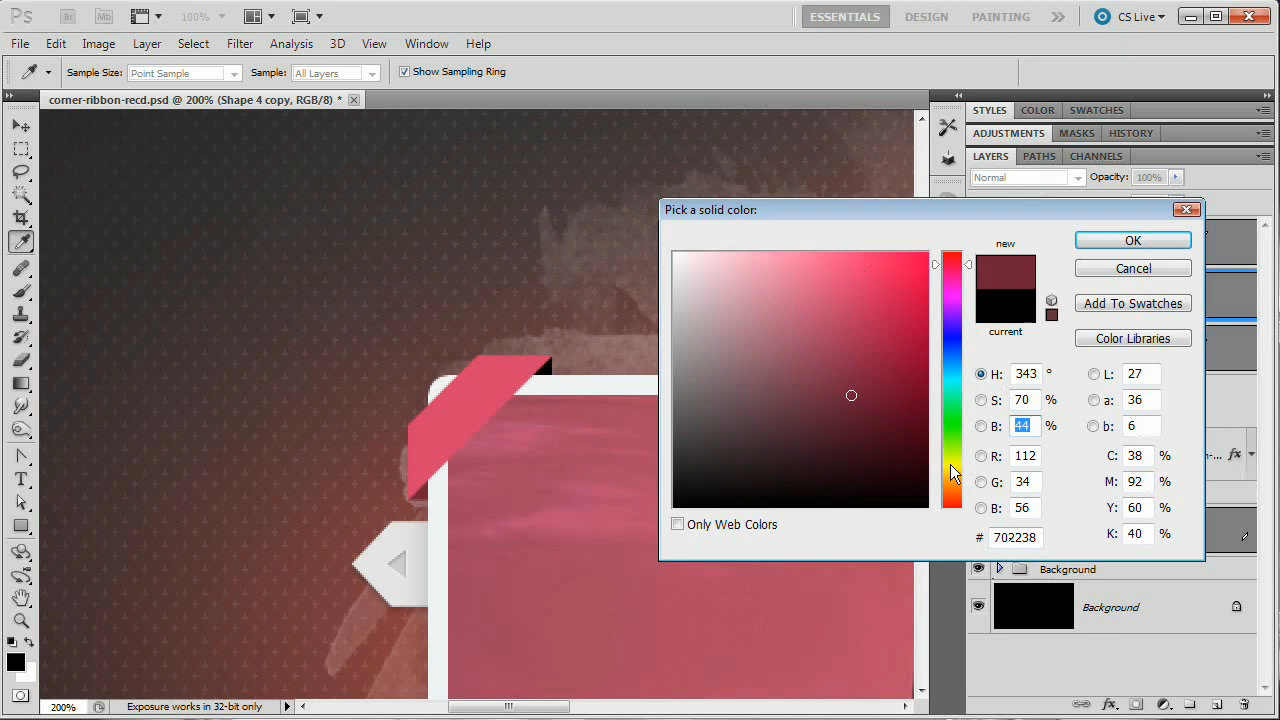 Ps Br Mb 100% ESSENTIALS DESIGN PAINTING CS Live
File Edit Image Layer Select Filter Analysis 3D View Window Help
Sample Size: Point Sample Sample: All Layers Show Sampling Ring
corner-ribbon-recd.psd @ 200% (Shape 4 copy, RGB/8) *
STYLES COLOR SWATCHES
ADJUSTMENTS MASKS HISTORY
LAYERS PATHS CHANNELS
Normal Opacity: 100%
Pick a solid color:
new
current
OK
Cancel
Add To Swatches
Color Libraries
H: 343 °
S: 70 %
B: 44 %
R: 112
G: 34
B: 56
# 702238
L: 27
a: 36
b: 6
C: 38 %
M: 92 %
Y: 60 %
K: 40 %
Only Web Colors
fx
Background
Background
200% Exposure works in 32-bit only
fx.